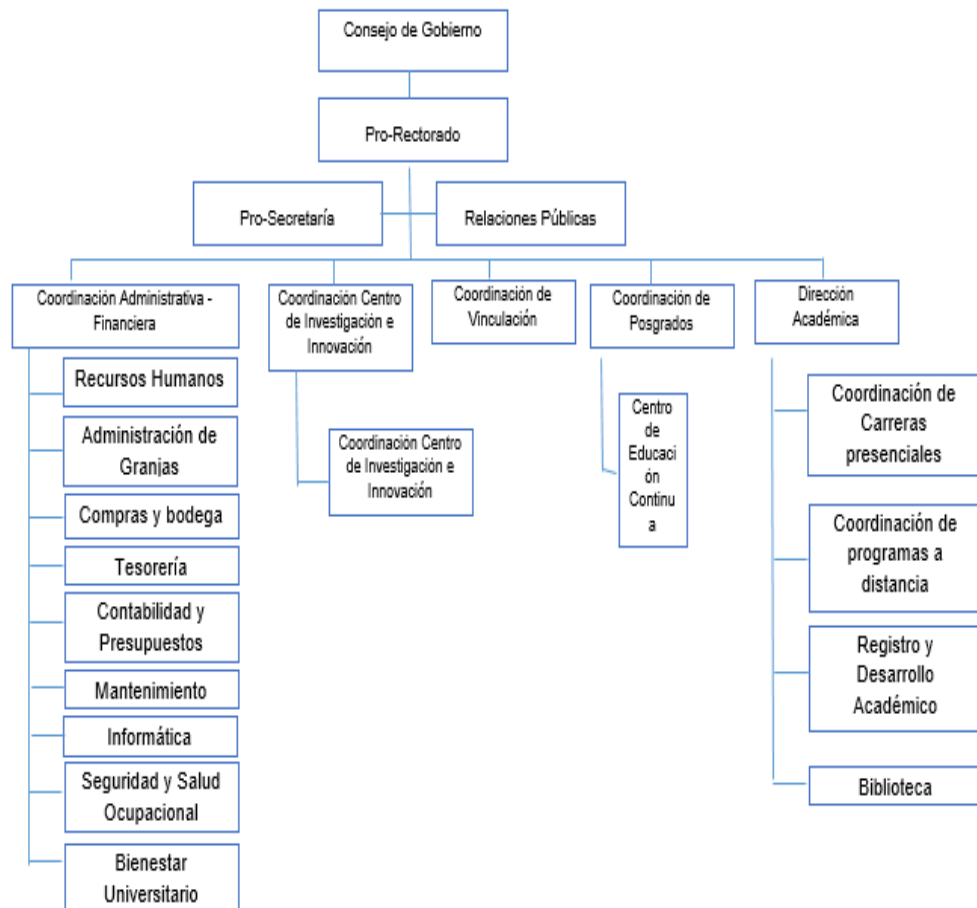 Consejo de Gobierno
Pro-Rectorado
Pro-Secretaría
Relaciones Públicas
Coordinación Administrativa -
Financiera
Coordinación Centro
de Investigación e
Innovación
Coordinación de
Vinculación
Coordinación de
Posgrados
Dirección
Académica
Recursos Humanos
Administración de
Granjas
Compras y bodega
Tesorería
Contabilidad y
Presupuestos
Mantenimiento
Informática
Seguridad y Salud
Ocupacional
Bienestar
Universitario
Coordinación Centro
de Investigación e
Innovación
Centro
de
Educaci
ón
Continu
a
Coordinación de
Carreras
presenciales
Coordinación de
programas a
distancia
Registro y
Desarrollo
Académico
Biblioteca